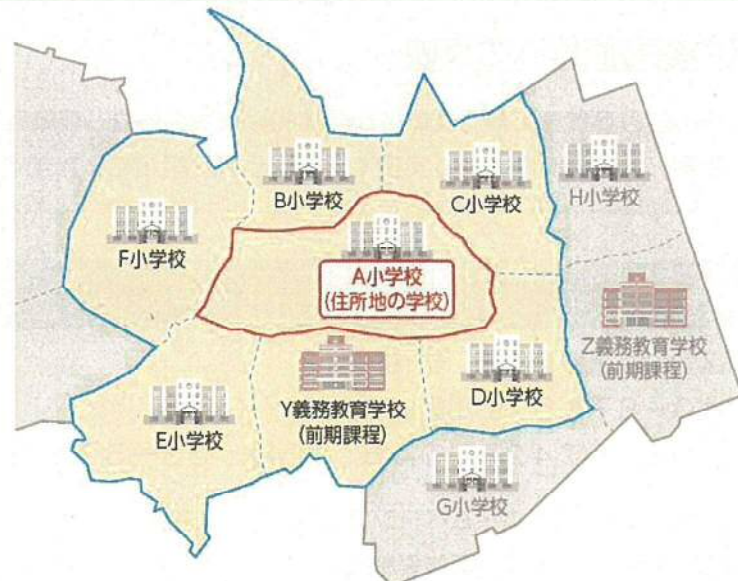 B小学校
C小学校
H小学校
F小学校
A小学校
(住所地の学校)
Z義務教育学校
(前期課程)
E小学校
Y義務教育学校
(前期課程)
D小学校
G小学校